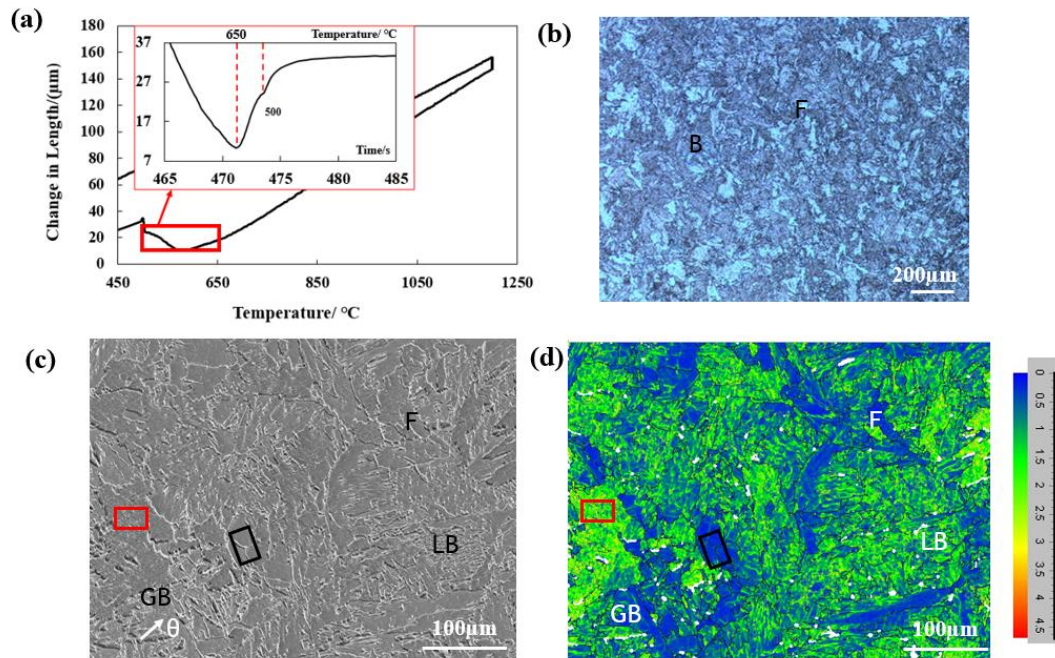 (a)
180
160
140
120
100
80
60
40
20
0
450
650
850
1050
1250
Change in Length/(μm)
Temperature/ °C
37
27
17
7
465
470
475
480
485
650
Temperature/ °C
500
Time/s
(b)
F
B
200μm
(c)
F
LB
GB
θ
100μm
(d)
F
LB
GB
100μm
0
0.5
1
1.5
2
2.5
3
3.5
4
4.5